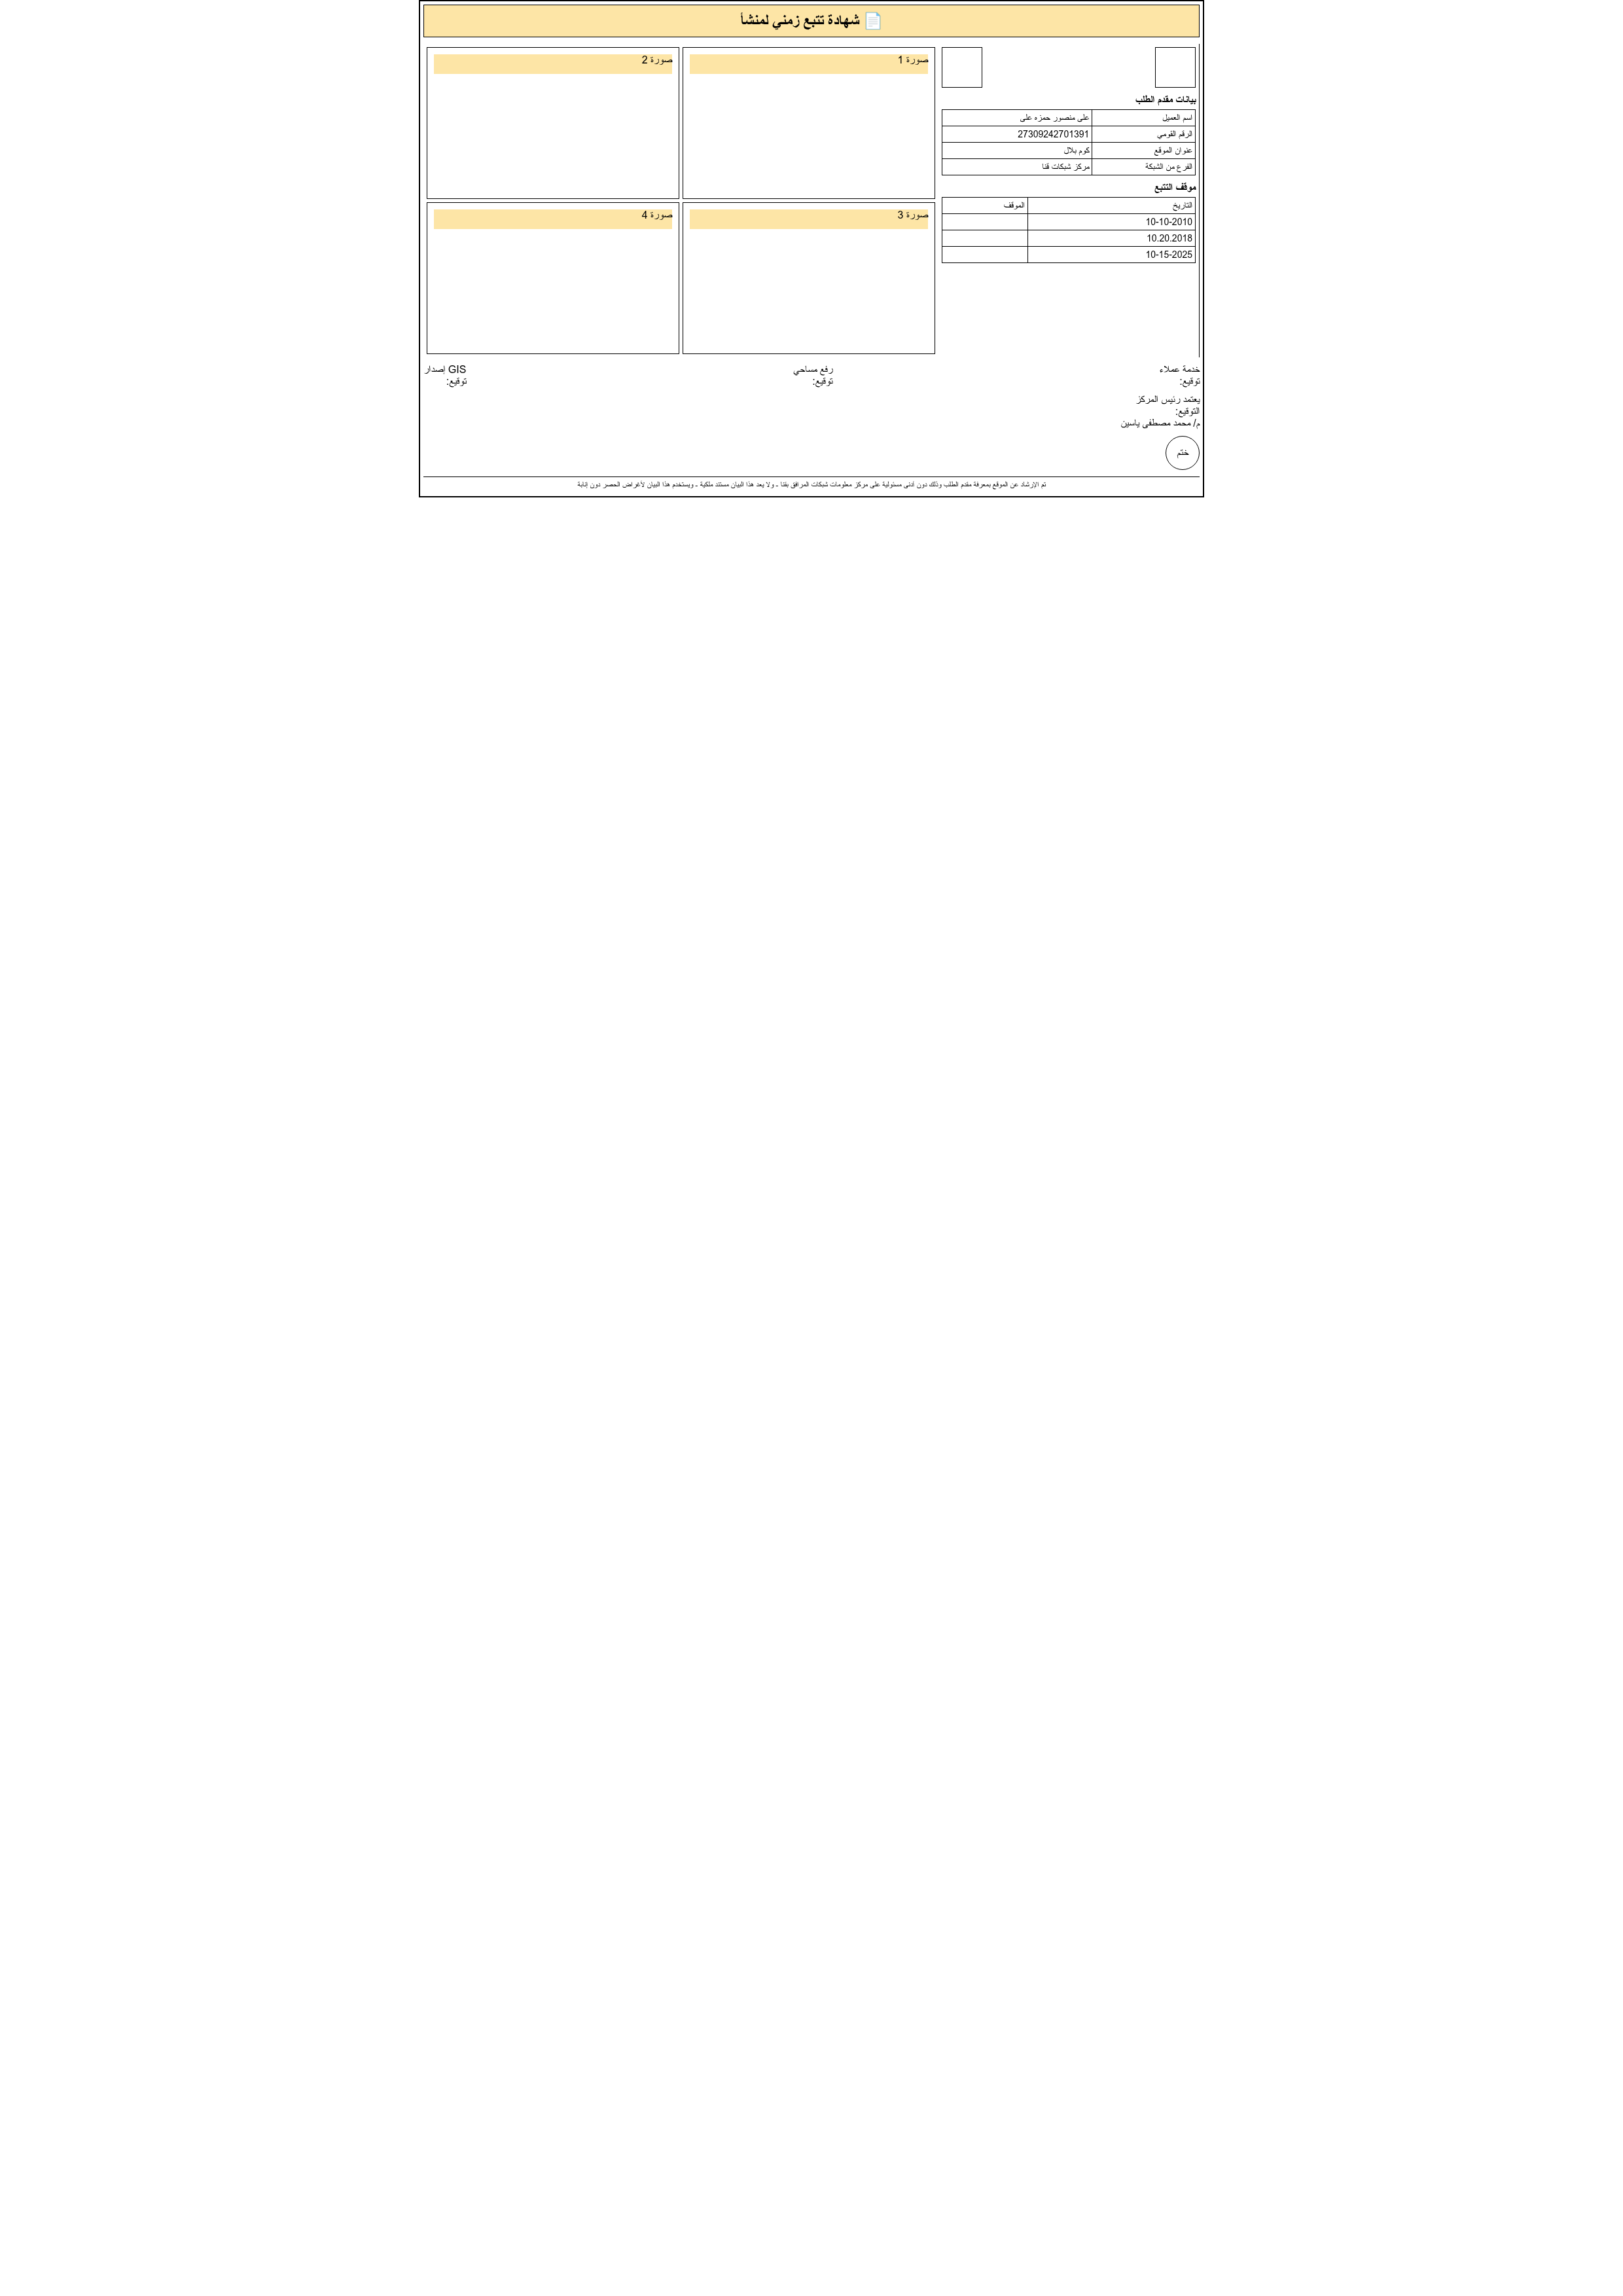 📄 شهادة تتبع زمني لمنشأ
بيانات مقدم الطلب
اسم العميل على منصور حمزه على
الرقم القومي 27309242701391
عنوان الموقع كوم بلال
الفرع من الشبكة مركز شبكات قنا
موقف التتبع
التاريخ الموقف
10-10-2010
10.20.2018
10-15-2025
صورة 1
صورة 2
صورة 3
صورة 4
خدمة عملاء
توقيع:
رفع مساحي
توقيع:
إصدار GIS
توقيع:
يعتمد رئيس المركز
التوقيع:
م/ محمد مصطفى ياسين
ختم
تم الإرشاد عن الموقع بمعرفة مقدم الطلب وذلك دون ادنى مسئولية على مركز معلومات شبكات المرافق بقنا ـ ولا يعد هذا البيان مستند ملكية ـ ويستخدم هذا البيان لأغراض الحصر دون إنابة